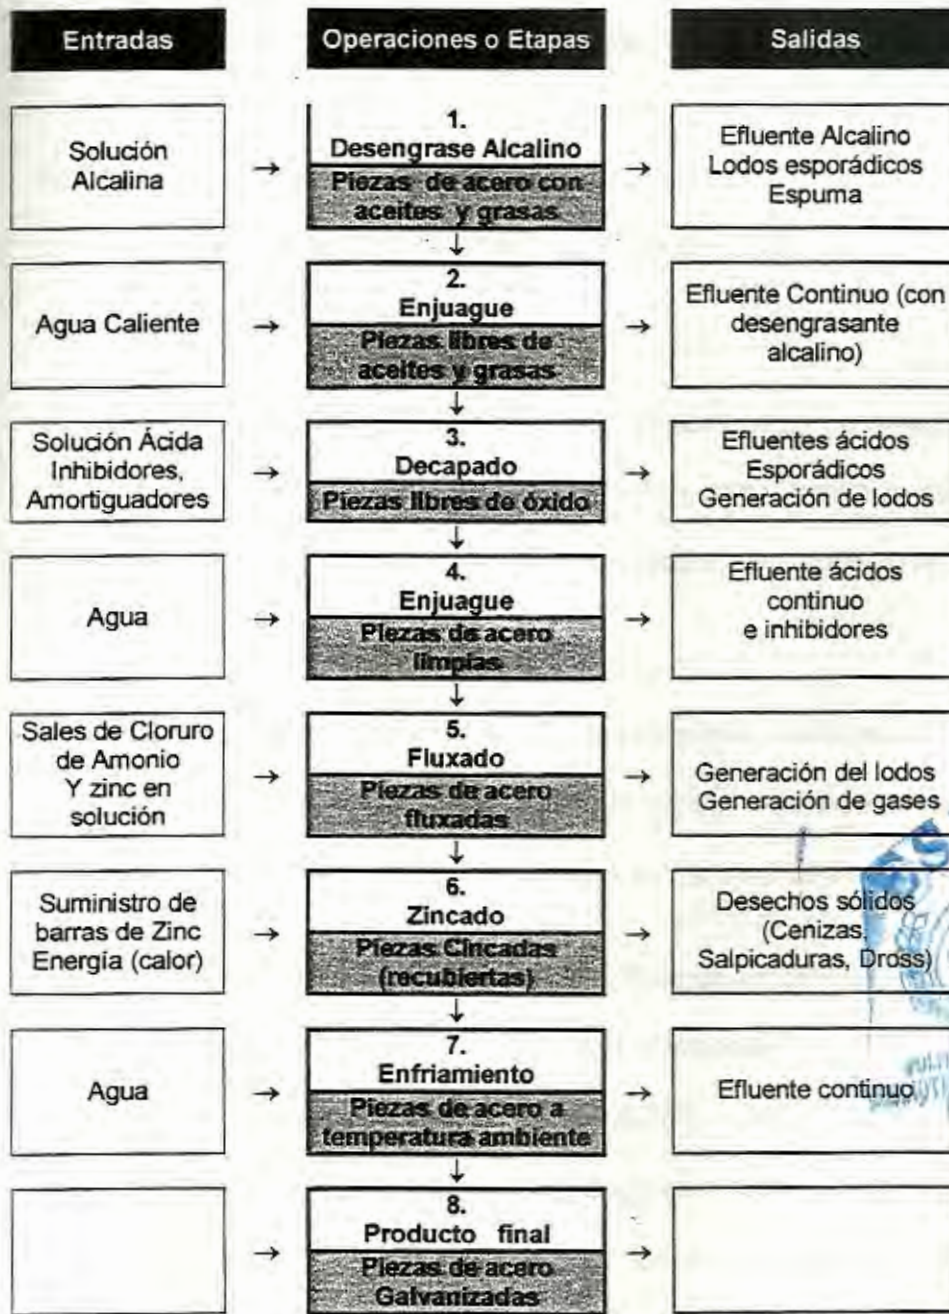 Entradas
Operaciones o Etapas
Salidas
Solución
Alcalina
→
1.
Desengrase Alcalino
Piezas de acero con
aceites y grasas
→
Efluente Alcalino
Lodos esporádicos
Espuma
↓
Agua Caliente
→
2.
Enjuague
Piezas libres de
aceites y grasas
→
Efluente Continuo (con
desengrasante
alcalino)
↓
Solución Ácida
Inhibidores,
Amortiguadores
→
3.
Decapado
Piezas libres de óxido
→
Efluentes ácidos
Esporádicos
Generación de lodos
↓
Agua
→
4.
Enjuague
Piezas de acero
limpias
→
Efluente ácidos
continuo
e inhibidores
↓
Sales de Cloruro
de Amonio
Y zinc en
solución
→
5.
Fluxado
Piezas de acero
fluxadas
→
Generación del lodos
Generación de gases
↓
Suministro de
barras de Zinc
Energía (calor)
→
6.
Zincado
Piezas Cincadas
(recubiertas)
→
Desechos sólidos
(Cenizas,
Salpicaduras, Dross)
↓
Agua
→
7.
Enfriamiento
Piezas de acero a
temperatura ambiente
→
Efluente continuo
↓
→
8.
Producto final
Piezas de acero
Galvanizadas
→